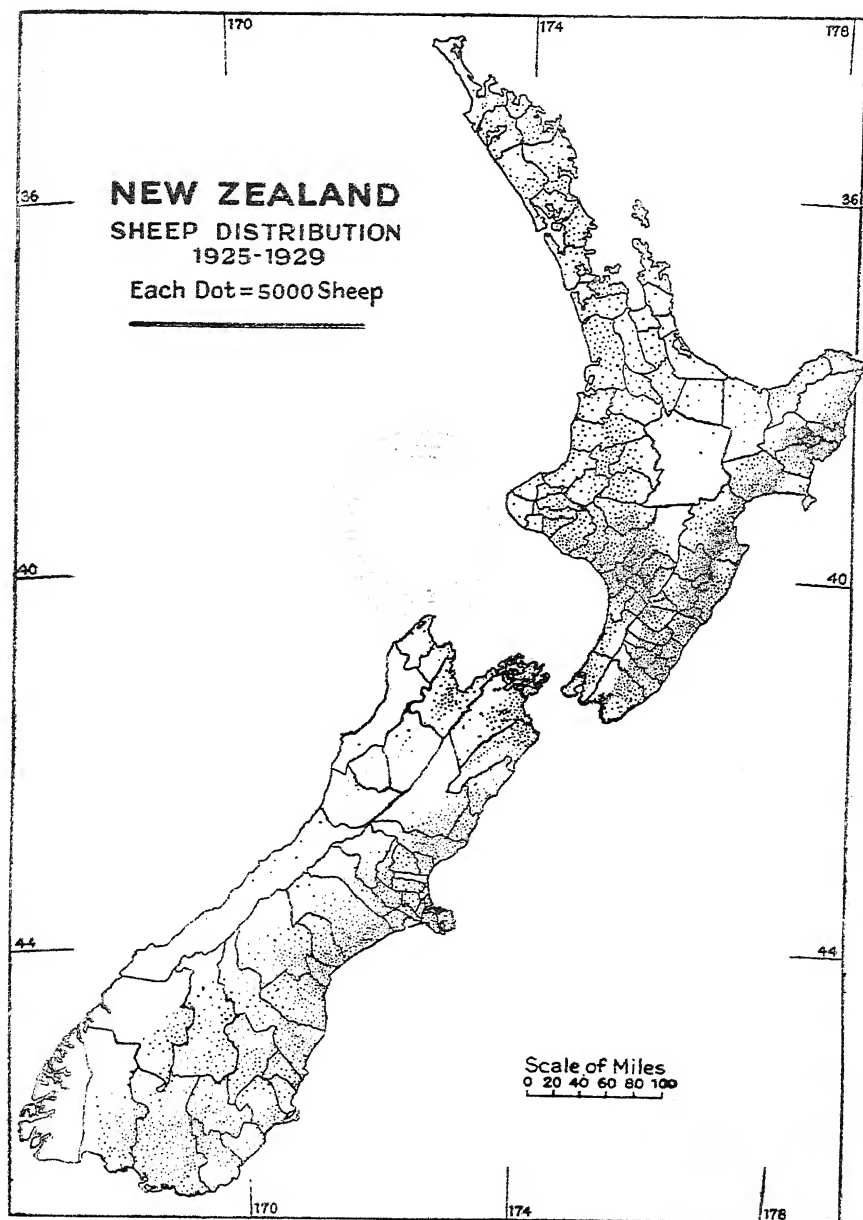 170
174
178
NEW ZEALAND
SHEEP DISTRIBUTION
1925-1929
Each Dot = 5000 Sheep
36
36
40
40
44
44
Scale of Miles
0 20 40 60 80 100
170
174
178